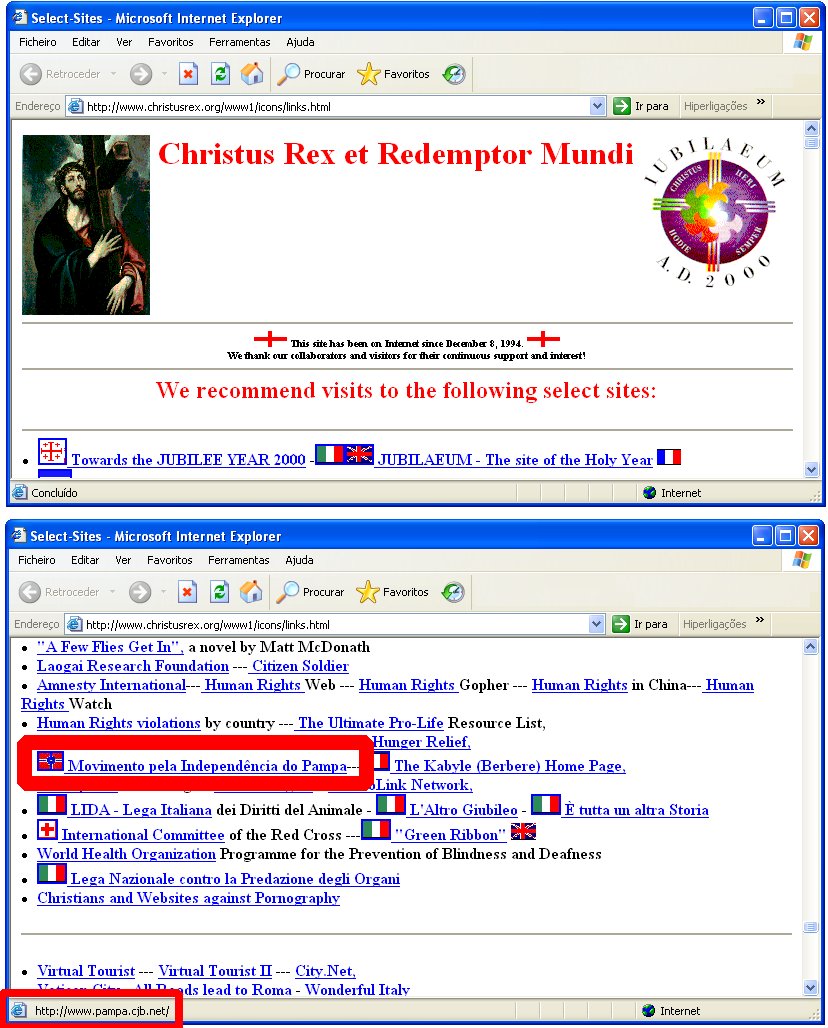 Select-Sites - Microsoft Internet Explorer
Ficheiro Editar Ver Favoritos Ferramentas Ajuda
Retroceder Procurar Favoritos
Endereço http://www.christusrex.org/www1/icons/links.html Ir para Hiperligações »
Christus Rex et Redemptor Mundi
IUBILAEUM A.D. 2000
CHRISTUS HERI HODIE SEMPER
This site has been on Internet since December 8, 1994.
We thank our collaborators and visitors for their continuous support and interest!
We recommend visits to the following select sites:
• Towards the JUBILEE YEAR 2000 - JUBILAEUM - The site of the Holy Year
Concluído Internet
Select-Sites - Microsoft Internet Explorer
Ficheiro Editar Ver Favoritos Ferramentas Ajuda
Retroceder Procurar Favoritos
Endereço http://www.christusrex.org/www1/icons/links.html Ir para Hiperligações »
• "A Few Flies Get In", a novel by Matt McDonath
• Laogai Research Foundation --- Citizen Soldier
• Amnesty International--- Human Rights Web --- Human Rights Gopher --- Human Rights in China--- Human
Rights Watch
• Human Rights violations by country --- The Ultimate Pro-Life Resource List,
Hunger Relief,
Movimento pela Independência do Pampa--- The Kabyle (Berbere) Home Page,
Link Network,
• LIDA - Lega Italiana dei Diritti del Animale - L'Altro Giubileo - È tutta un altra Storia
• International Committee of the Red Cross --- "Green Ribbon"
• World Health Organization Programme for the Prevention of Blindness and Deafness
• Lega Nazionale contro la Predazione degli Organi
• Christians and Websites against Pornography
• Virtual Tourist --- Virtual Tourist II --- City.Net,
• Vatican City - All Roads lead to Roma - Wonderful Italy
http://www.pampa.cjb.net/ Internet